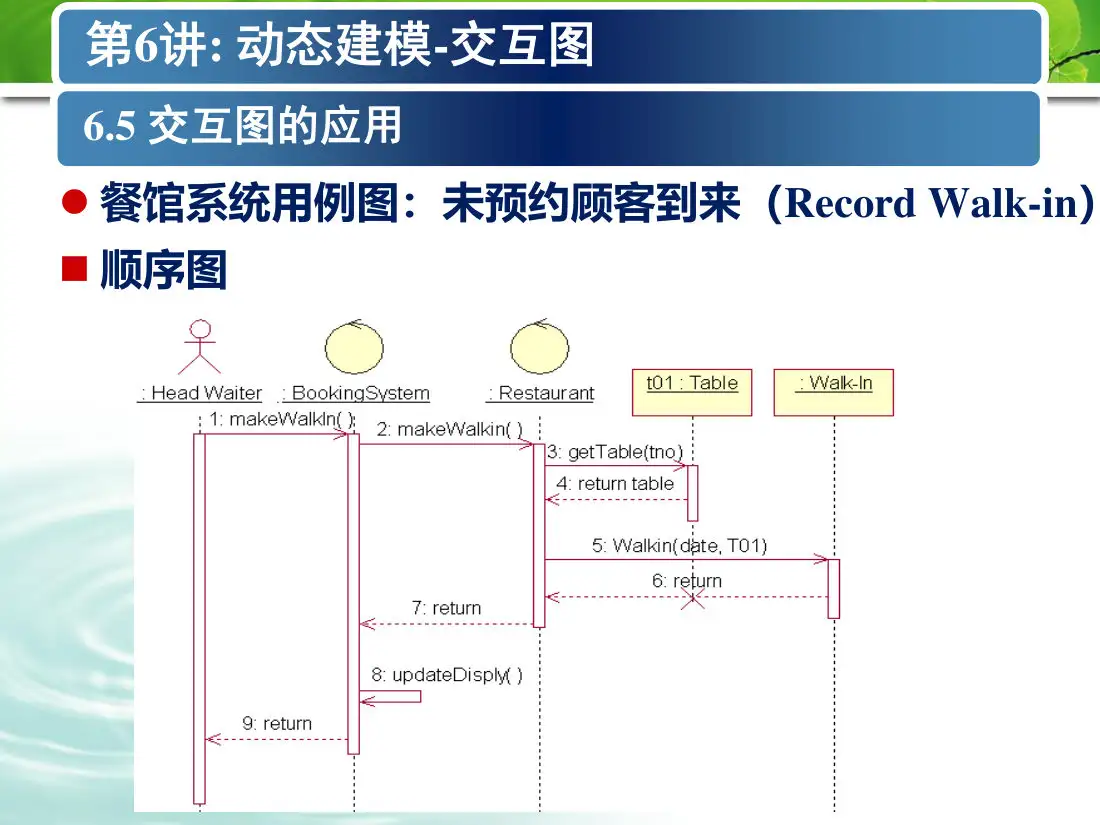 第6讲: 动态建模-交互图
6.5 交互图的应用
餐馆系统用例图：未预约顾客到来（Record Walk-in）
顺序图
: Head Waiter
: BookingSystem
: Restaurant
t01 : Table
: Walk-In
1: makeWalkIn( )
2: makeWalkin( )
3: getTable(tno)
4: return table
5: Walkin(date, T01)
6: return
7: return
8: updateDisply( )
9: return